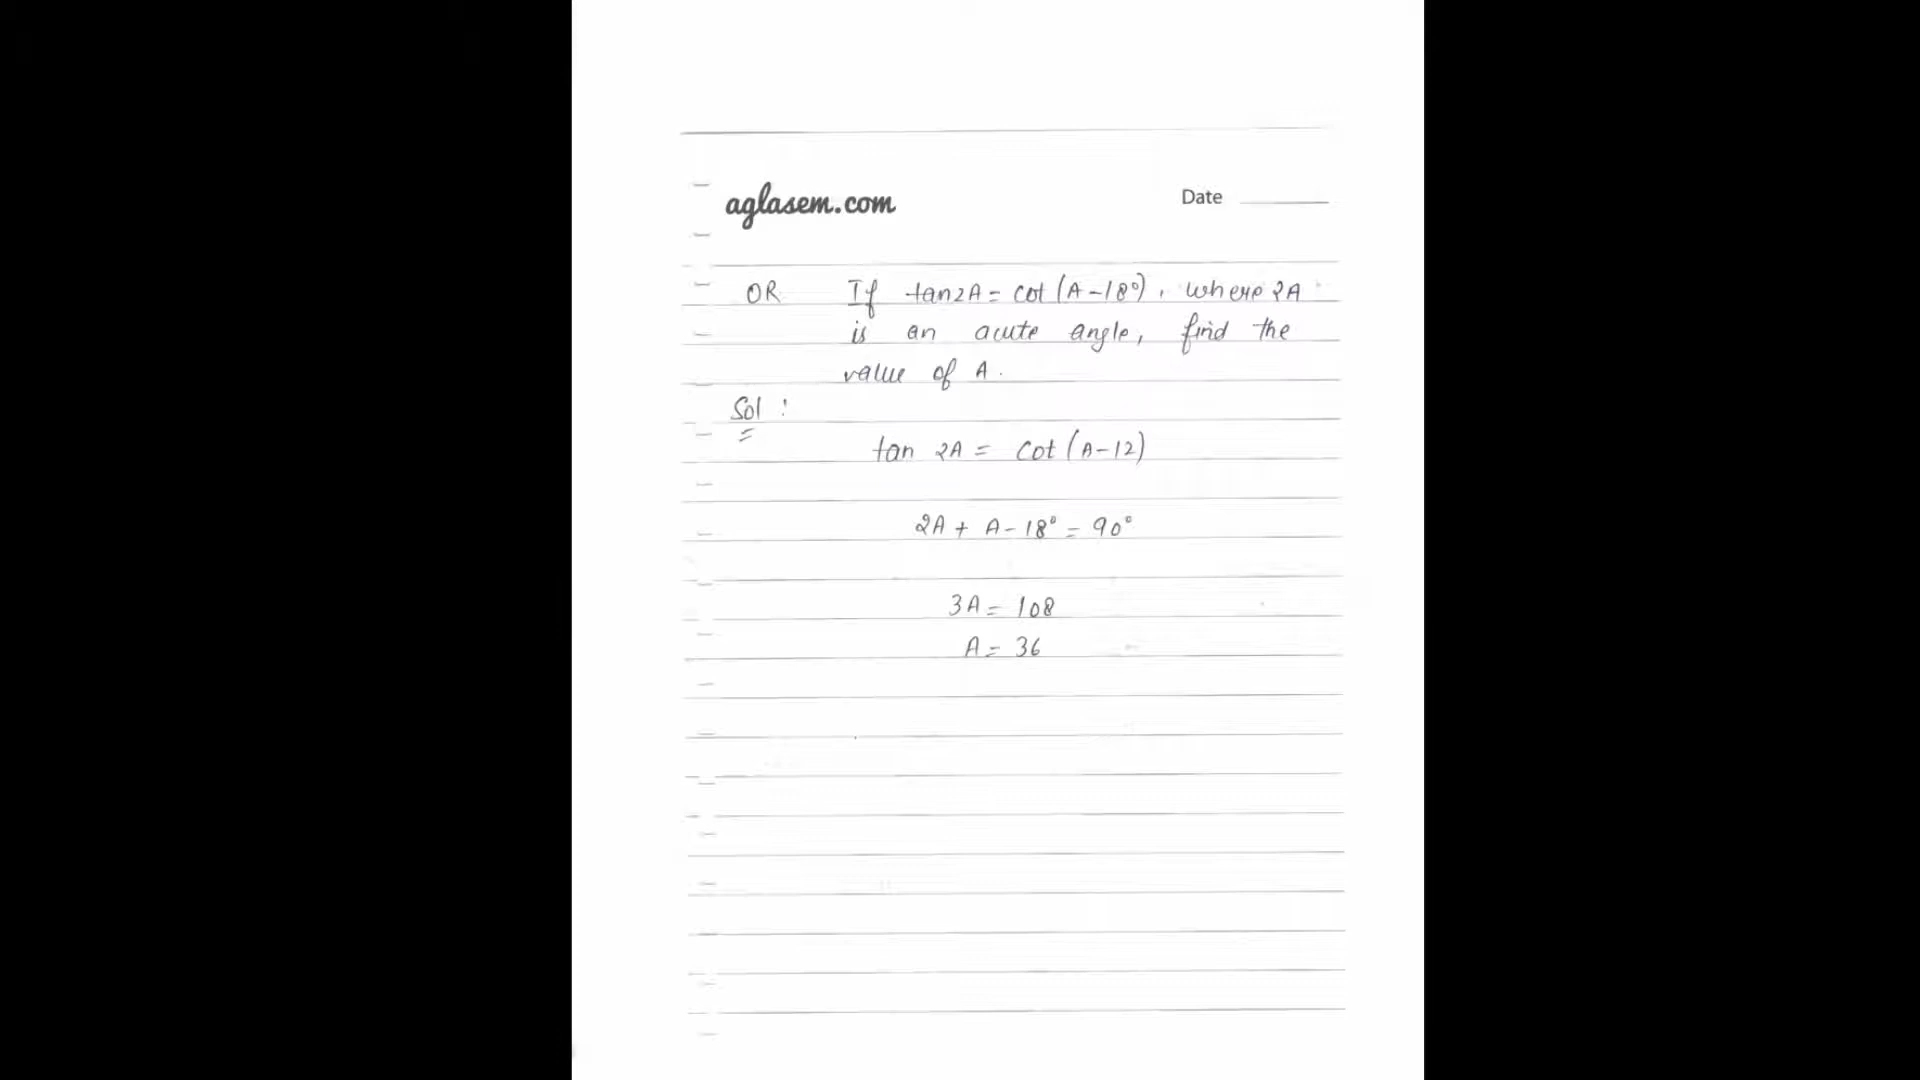 aglasem.com Date
OR If tan2A = cot (A-18°), where 2A
is an acute angle, find the
value of A.
Sol :
tan 2A = cot (A-12)
2A + A - 18° = 90°
3A = 108
A = 36